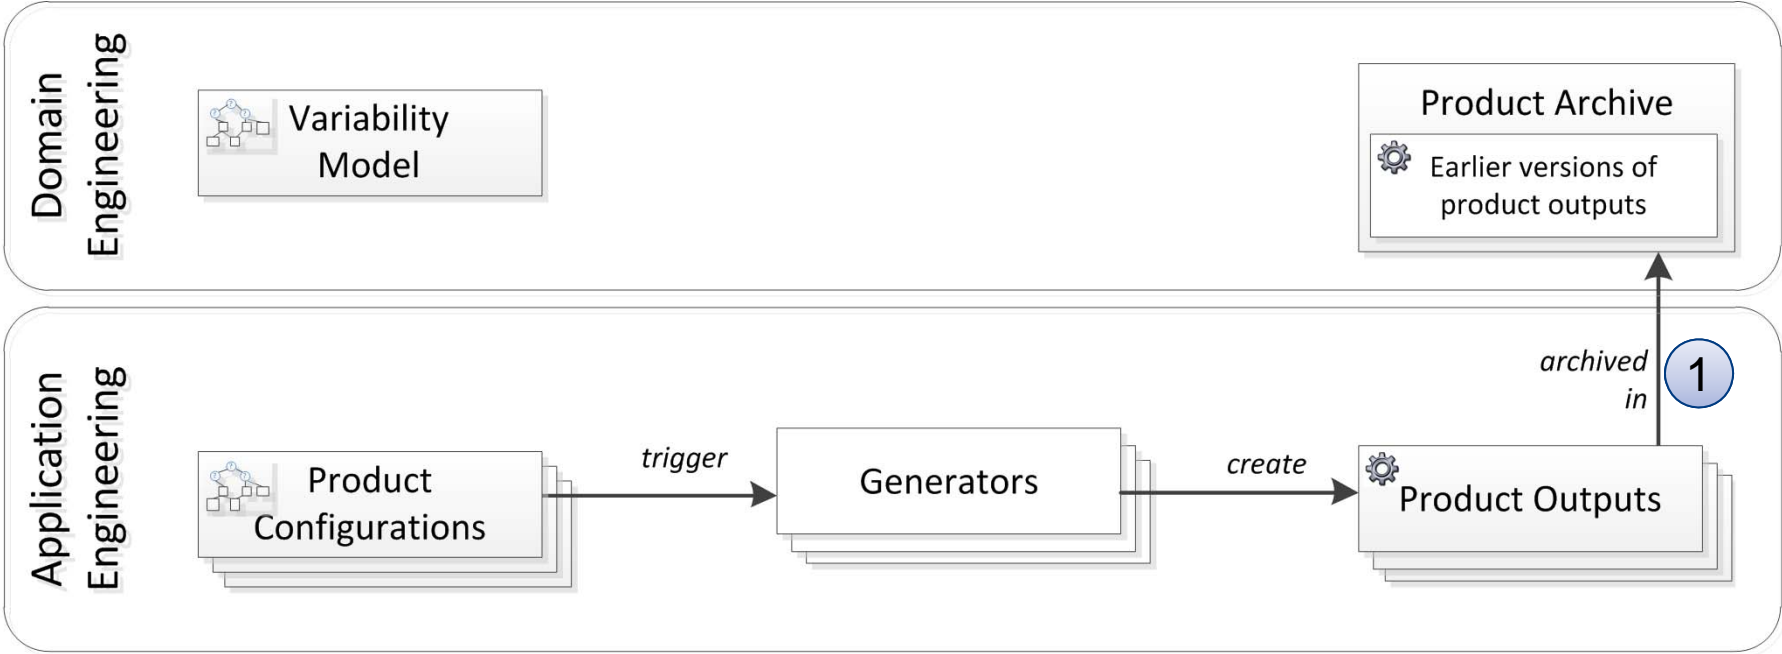 Domain
Engineering
Variability
Model
Product Archive
Earlier versions of
product outputs
Application
Engineering
archived
in
1
Product
Configurations
trigger
Generators
create
Product Outputs